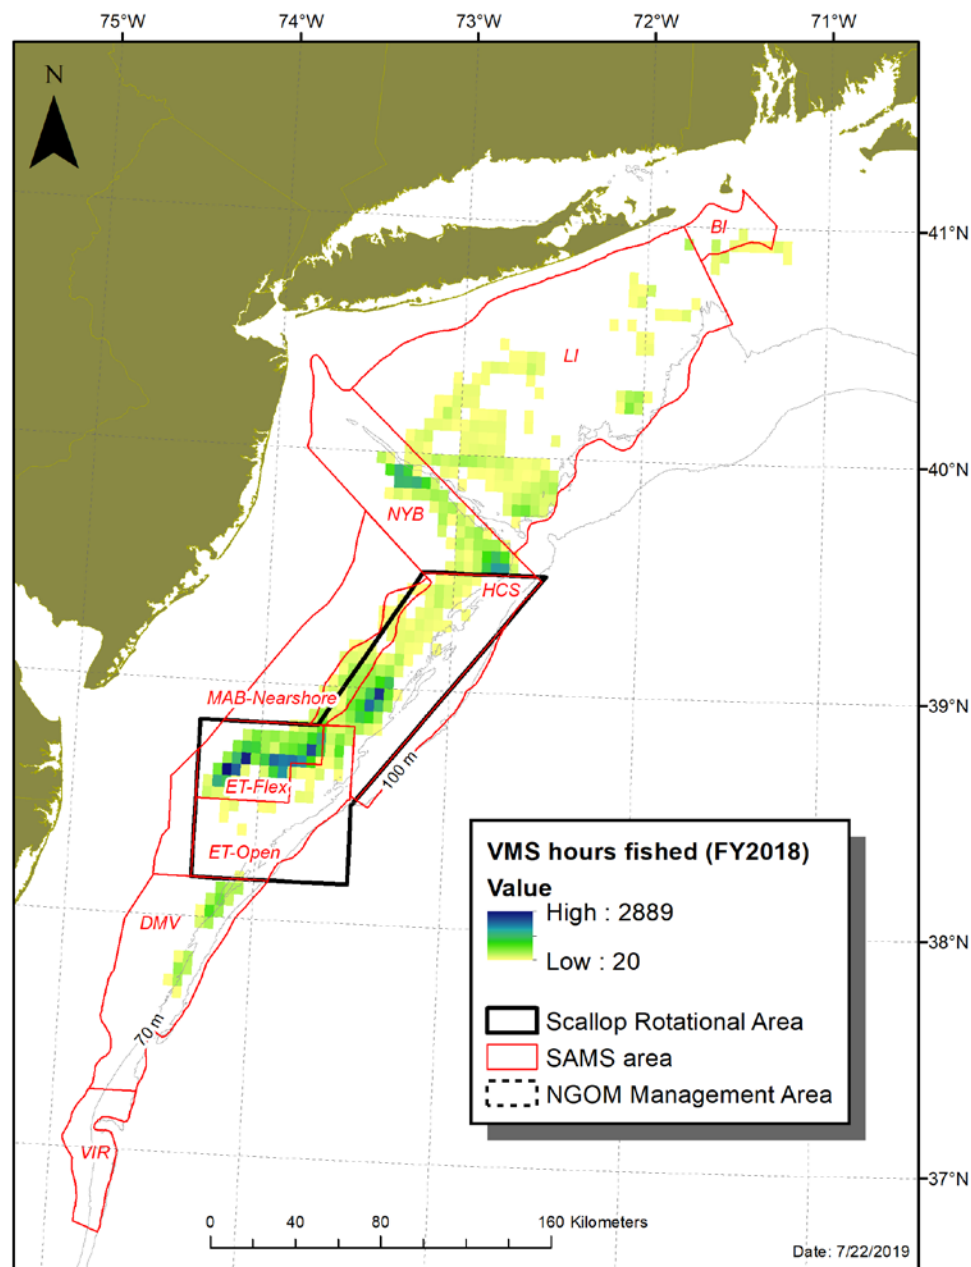 75°W 74°W 73°W 72°W 71°W
N
BI
41°N
LI
40°N
NYB
HCS
MAB-Nearshore
39°N
100 m
ET-Flex
ET-Open
DMV
38°N
70 m
VIR
37°N
VMS hours fished (FY2018)
Value
High : 2889
Low : 20
Scallop Rotational Area
SAMS area
NGOM Management Area
0 40 80 160 Kilometers
Date: 7/22/2019